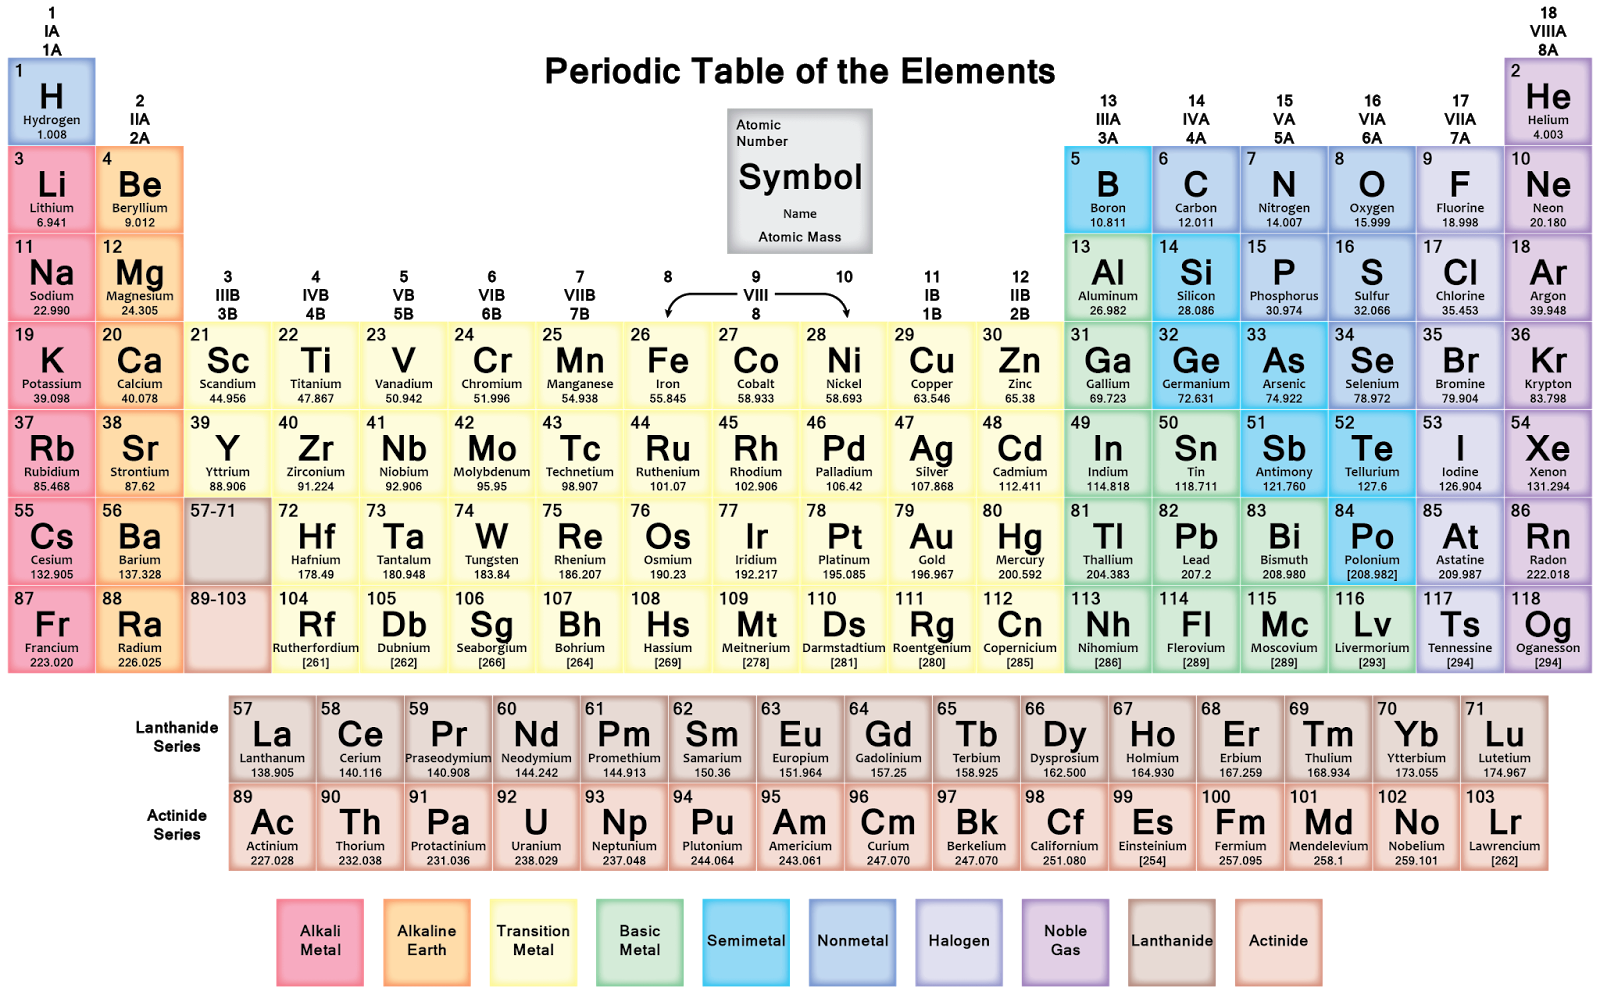 1
IA
1A
18
VIIIA
8A
Periodic Table of the Elements
1
H
Hydrogen
1.008
2
IIA
2A
Atomic
Number
Symbol
Name
Atomic Mass
13 14 15 16 17
IIIA IVA VA VIA VIIA
3A 4A 5A 6A 7A
2
He
Helium
4.003
3 4 5 6 7 8 9 10
Li Be B C N O F Ne
Lithium Beryllium Boron Carbon Nitrogen Oxygen Fluorine Neon
6.941 9.012 10.811 12.011 14.007 15.999 18.998 20.180
11 12 13 14 15 16 17 18
Na Mg Al Si P S Cl Ar
Sodium Magnesium Aluminum Silicon Phosphorus Sulfur Chlorine Argon
22.990 24.305 26.982 28.086 30.974 32.066 35.453 39.948
3 4 5 6 7 8 9 10 11 12
IIIB IVB VB VIB VIIB VIII IB IIB
3B 4B 5B 6B 7B 8 1B 2B
19 20 21 22 23 24 25 26 27 28 29 30 31 32 33 34 35 36
K Ca Sc Ti V Cr Mn Fe Co Ni Cu Zn Ga Ge As Se Br Kr
Potassium Calcium Scandium Titanium Vanadium Chromium Manganese Iron Cobalt Nickel Copper Zinc Gallium Germanium Arsenic Selenium Bromine Krypton
39.098 40.078 44.956 47.867 50.942 51.996 54.938 55.845 58.933 58.693 63.546 65.38 69.723 72.631 74.922 78.972 79.904 83.798
37 38 39 40 41 42 43 44 45 46 47 48 49 50 51 52 53 54
Rb Sr Y Zr Nb Mo Tc Ru Rh Pd Ag Cd In Sn Sb Te I Xe
Rubidium Strontium Yttrium Zirconium Niobium Molybdenum Technetium Ruthenium Rhodium Palladium Silver Cadmium Indium Tin Antimony Tellurium Iodine Xenon
85.468 87.62 88.906 91.224 92.906 95.95 98.907 101.07 102.906 106.42 107.868 112.411 114.818 118.711 121.760 127.6 126.904 131.294
55 56 57-71 72 73 74 75 76 77 78 79 80 81 82 83 84 85 86
Cs Ba Hf Ta W Re Os Ir Pt Au Hg Tl Pb Bi Po At Rn
Cesium Barium Hafnium Tantalum Tungsten Rhenium Osmium Iridium Platinum Gold Mercury Thallium Lead Bismuth Polonium Astatine Radon
132.905 137.328 178.49 180.948 183.84 186.207 190.23 192.217 195.085 196.967 200.592 204.383 207.2 208.980 [208.982] 209.987 222.018
87 88 89-103 104 105 106 107 108 109 110 111 112 113 114 115 116 117 118
Fr Ra Rf Db Sg Bh Hs Mt Ds Rg Cn Nh Fl Mc Lv Ts Og
Francium Radium Rutherfordium Dubnium Seaborgium Bohrium Hassium Meitnerium Darmstadtium Roentgenium Copernicium Nihomium Flerovium Moscovium Livermorium Tennessine Oganesson
223.020 226.025 [261] [262] [266] [264] [269] [278] [281] [280] [285] [286] [289] [289] [293] [294] [294]
Lanthanide
Series
57 58 59 60 61 62 63 64 65 66 67 68 69 70 71
La Ce Pr Nd Pm Sm Eu Gd Tb Dy Ho Er Tm Yb Lu
Lanthanum Cerium Praseodymium Neodymium Promethium Samarium Europium Gadolinium Terbium Dysprosium Holmium Erbium Thulium Ytterbium Lutetium
138.905 140.116 140.908 144.242 144.913 150.36 151.964 157.25 158.925 162.500 164.930 167.259 168.934 173.055 174.967
Actinide
Series
89 90 91 92 93 94 95 96 97 98 99 100 101 102 103
Ac Th Pa U Np Pu Am Cm Bk Cf Es Fm Md No Lr
Actinium Thorium Protactinium Uranium Neptunium Plutonium Americium Curium Berkelium Californium Einsteinium Fermium Mendelevium Nobelium Lawrencium
227.028 232.038 231.036 238.029 237.048 244.064 243.061 247.070 247.070 251.080 [254] 257.095 258.1 259.101 [262]
Alkali
Metal
Alkaline
Earth
Transition
Metal
Basic
Metal
Semimetal
Nonmetal
Halogen
Noble
Gas
Lanthanide
Actinide